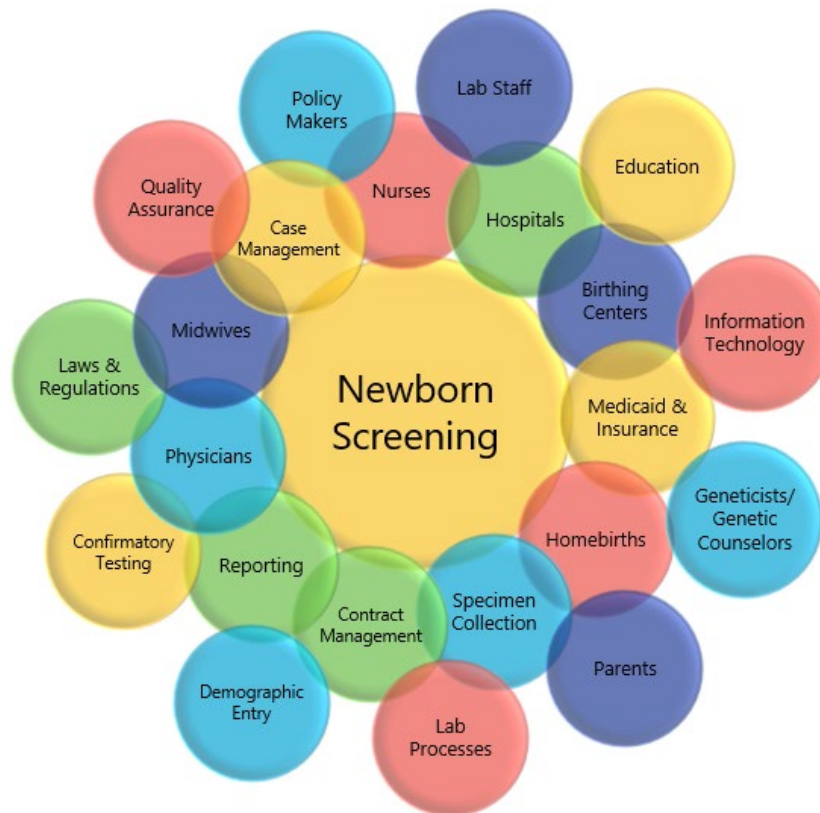 Lab Staff
Policy
Makers
Education
Nurses
Quality
Assurance
Hospitals
Case
Management
Birthing
Centers
Information
Technology
Midwives
Laws &
Regulations
Newborn
Screening
Medicaid &
Insurance
Physicians
Geneticists/
Genetic
Counselors
Confirmatory
Testing
Homebirths
Reporting
Specimen
Collection
Contract
Management
Parents
Demographic
Entry
Lab
Processes